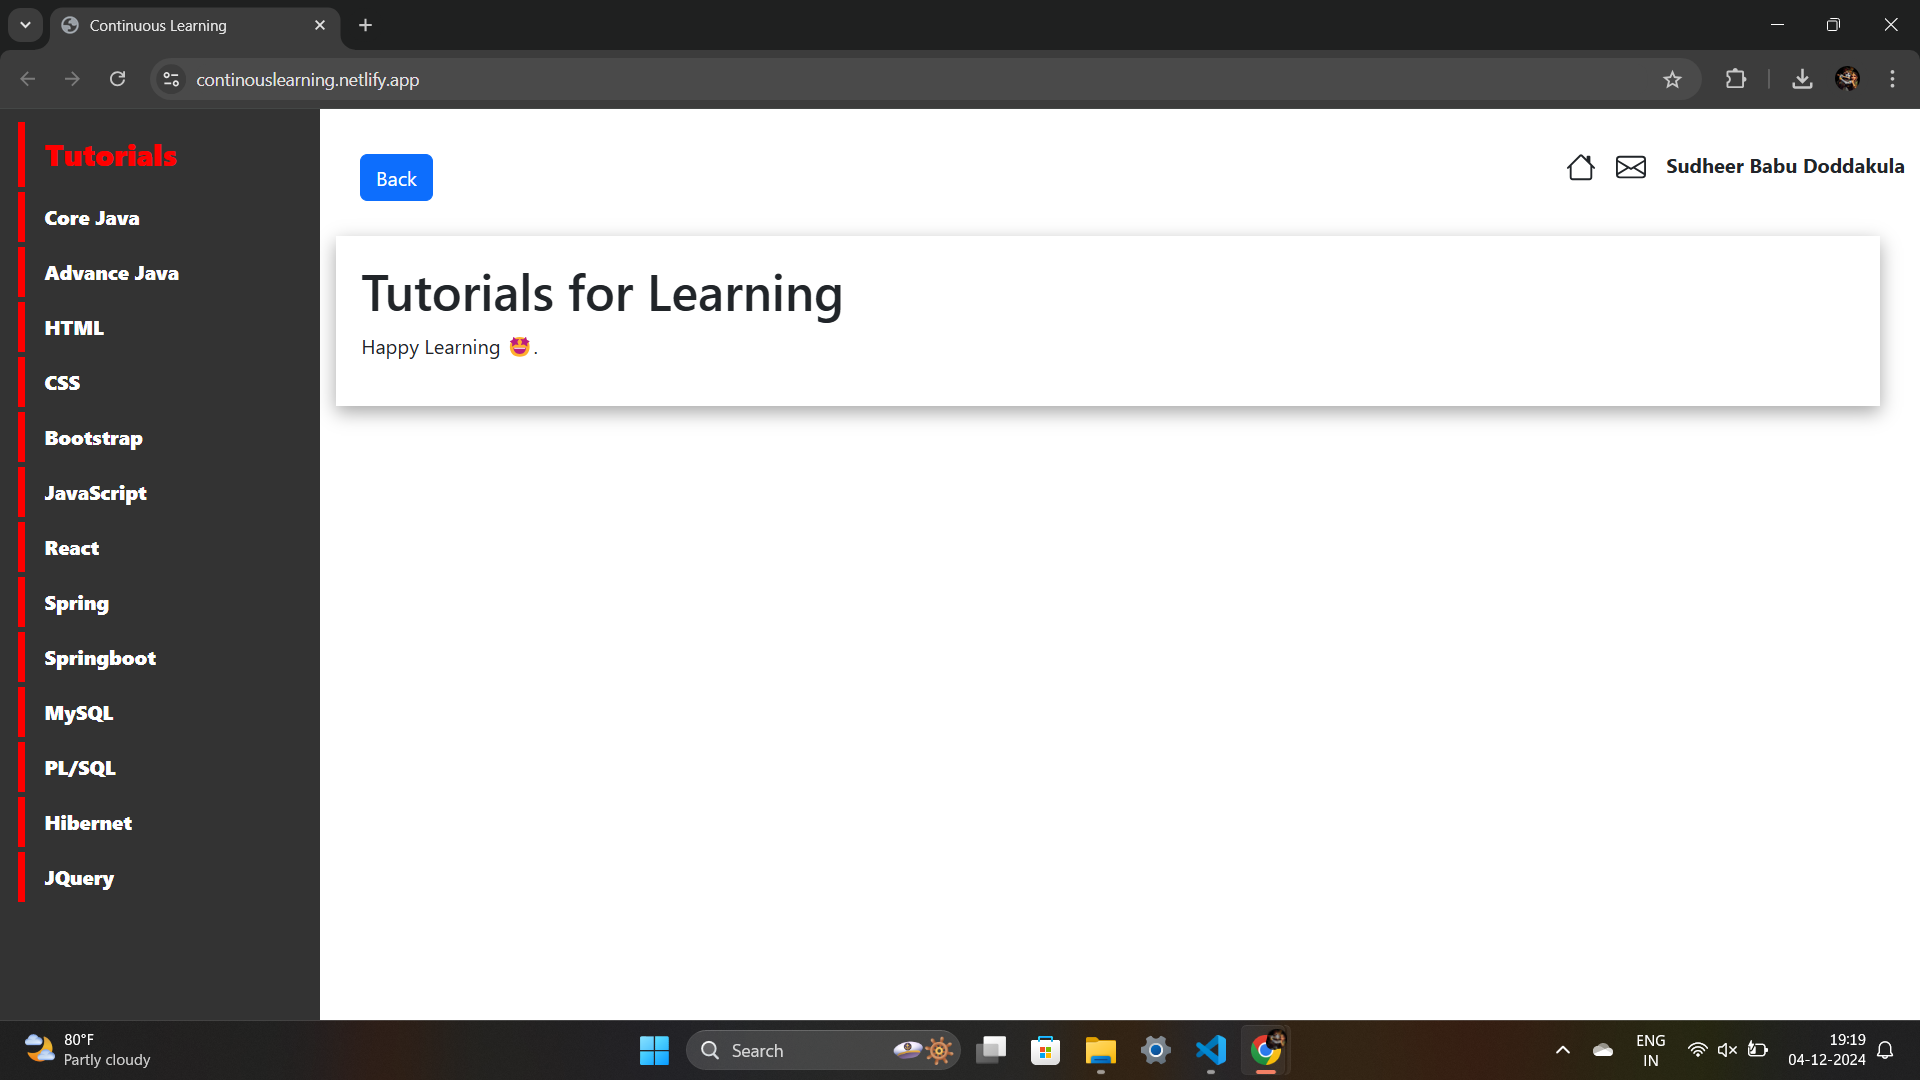 Continuous Learning
continouslearning.netlify.app
Tutorials
Core Java
Advance Java
HTML
CSS
Bootstrap
JavaScript
React
Spring
Springboot
MySQL
PL/SQL
Hibernet
JQuery
Back
Sudheer Babu Doddakula
Tutorials for Learning
Happy Learning 🤩.
80°F
Partly cloudy
Search
ENG
IN
19:19
04-12-2024